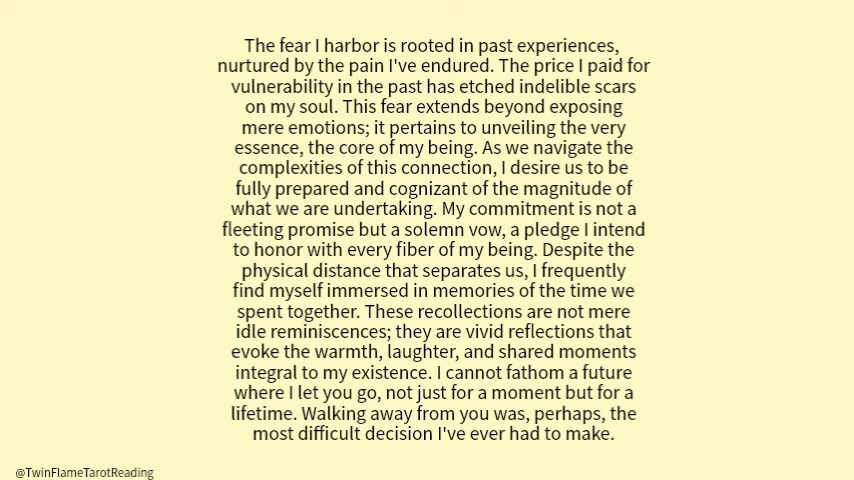 The fear I harbor is rooted in past experiences,
nurtured by the pain I've endured. The price I paid for
vulnerability in the past has etched indelible scars
on my soul. This fear extends beyond exposing
mere emotions; it pertains to unveiling the very
essence, the core of my being. As we navigate the
complexities of this connection, I desire us to be
fully prepared and cognizant of the magnitude of
what we are undertaking. My commitment is not a
fleeting promise but a solemn vow, a pledge I intend
to honor with every fiber of my being. Despite the
physical distance that separates us, I frequently
find myself immersed in memories of the time we
spent together. These recollections are not mere
idle reminiscences; they are vivid reflections that
evoke the warmth, laughter, and shared moments
integral to my existence. I cannot fathom a future
where I let you go, not just for a moment but for a
lifetime. Walking away from you was, perhaps, the
most difficult decision I've ever had to make.
@TwinFlameTarotReading